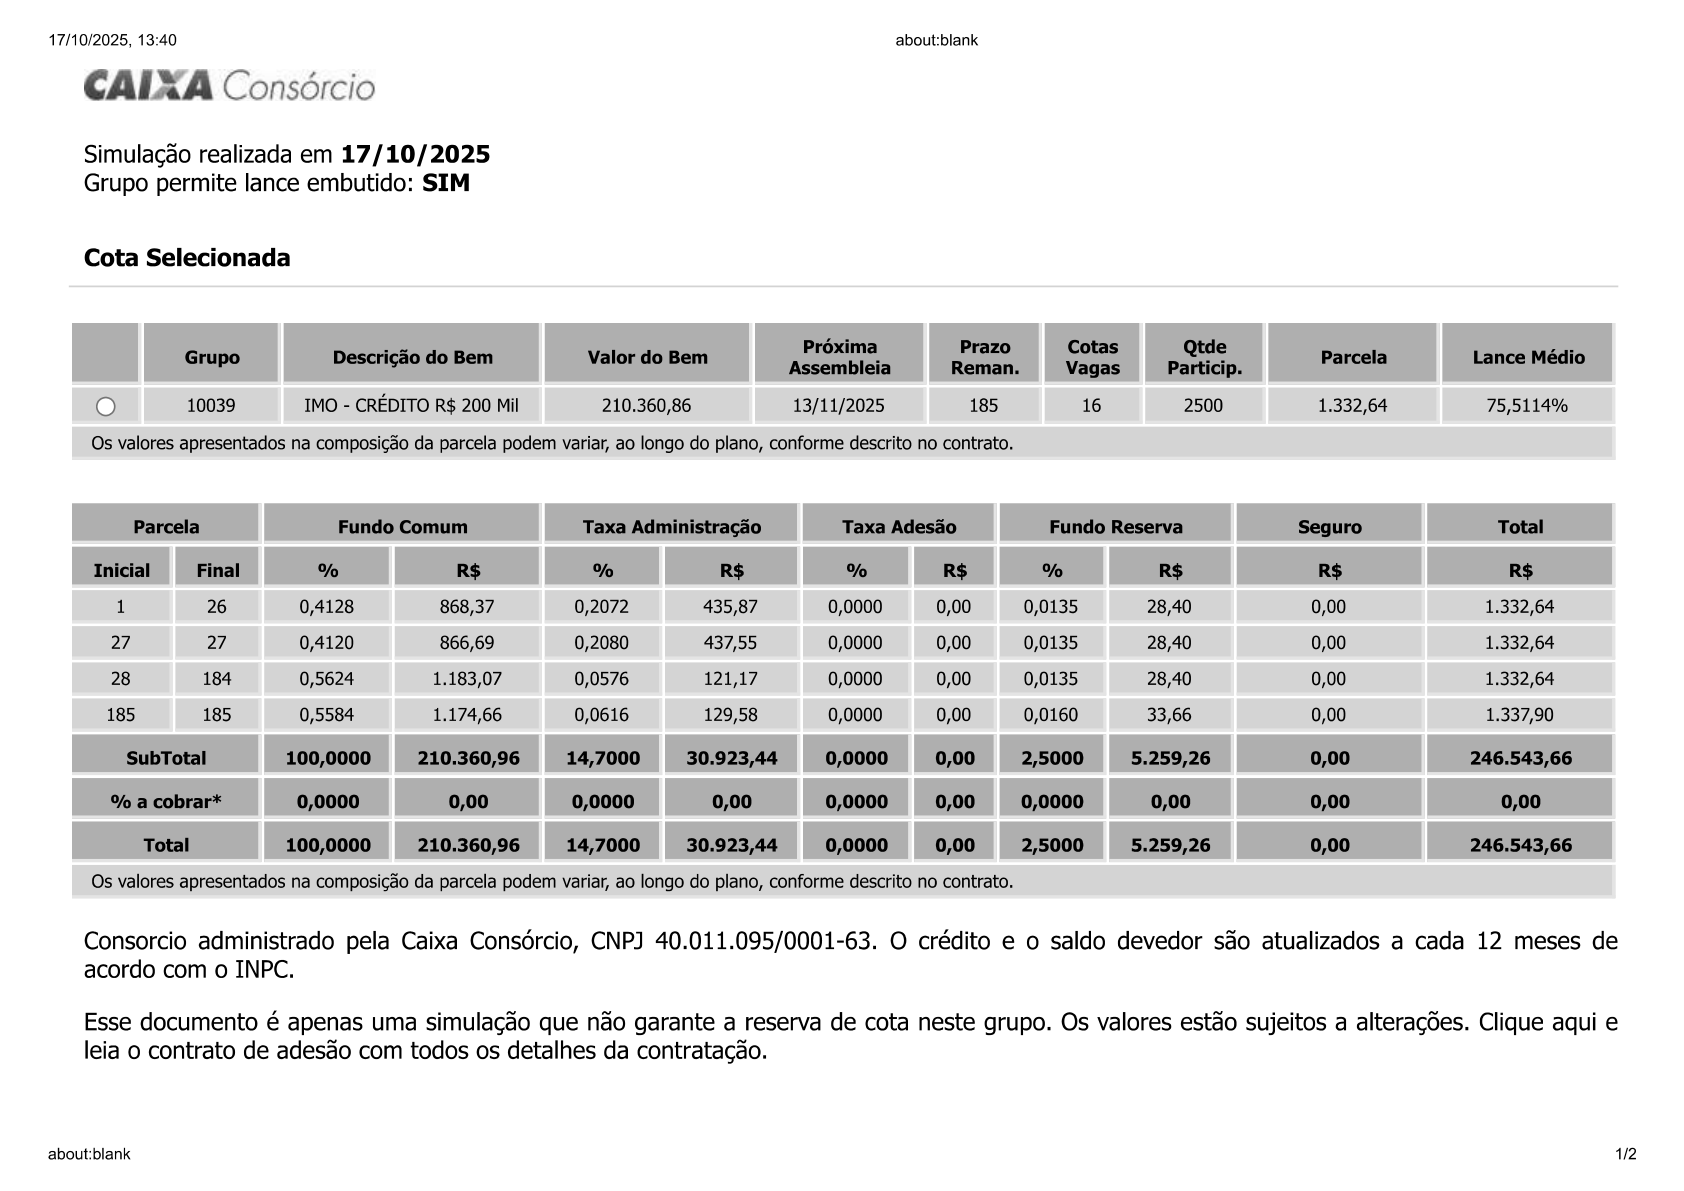 17/10/2025, 13:40 about:blank
CAIXA Consórcio
Simulação realizada em 17/10/2025
Grupo permite lance embutido: SIM
Cota Selecionada
Grupo Descrição do Bem Valor do Bem Próxima Assembleia Prazo Reman. Cotas Vagas Qtde Particip. Parcela Lance Médio
10039 IMO - CRÉDITO R$ 200 Mil 210.360,86 13/11/2025 185 16 2500 1.332,64 75,5114%
Os valores apresentados na composição da parcela podem variar, ao longo do plano, conforme descrito no contrato.
Parcela Fundo Comum Taxa Administração Taxa Adesão Fundo Reserva Seguro Total
Inicial Final % R$ % R$ % R$ % R$ R$ R$
1 26 0,4128 868,37 0,2072 435,87 0,0000 0,00 0,0135 28,40 0,00 1.332,64
27 27 0,4120 866,69 0,2080 437,55 0,0000 0,00 0,0135 28,40 0,00 1.332,64
28 184 0,5624 1.183,07 0,0576 121,17 0,0000 0,00 0,0135 28,40 0,00 1.332,64
185 185 0,5584 1.174,66 0,0616 129,58 0,0000 0,00 0,0160 33,66 0,00 1.337,90
SubTotal 100,0000 210.360,96 14,7000 30.923,44 0,0000 0,00 2,5000 5.259,26 0,00 246.543,66
% a cobrar* 0,0000 0,00 0,0000 0,00 0,0000 0,00 0,0000 0,00 0,00 0,00
Total 100,0000 210.360,96 14,7000 30.923,44 0,0000 0,00 2,5000 5.259,26 0,00 246.543,66
Os valores apresentados na composição da parcela podem variar, ao longo do plano, conforme descrito no contrato.
Consorcio administrado pela Caixa Consórcio, CNPJ 40.011.095/0001-63. O crédito e o saldo devedor são atualizados a cada 12 meses de
acordo com o INPC.
Esse documento é apenas uma simulação que não garante a reserva de cota neste grupo. Os valores estão sujeitos a alterações. Clique aqui e
leia o contrato de adesão com todos os detalhes da contratação.
about:blank 1/2